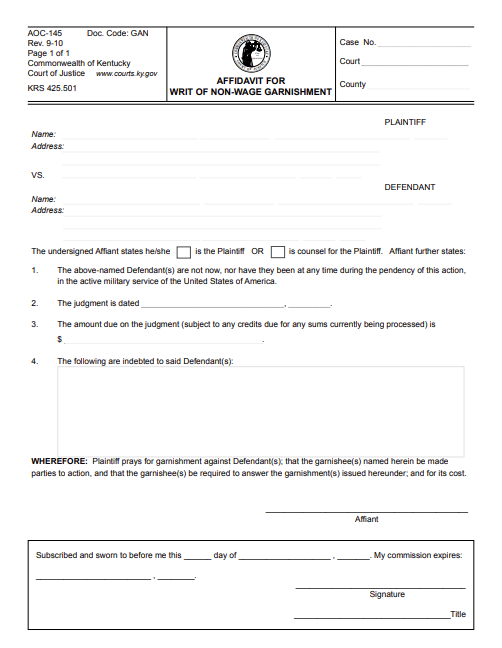 AOC-145 Doc. Code: GAN
Rev. 9-10
Page 1 of 1
Commonwealth of Kentucky
Court of Justice www.courts.ky.gov
KRS 425.501
AFFIDAVIT FOR
WRIT OF NON-WAGE GARNISHMENT
Case No.
Court
County
PLAINTIFF
Name:
Address:
VS.
DEFENDANT
Name:
Address:
The undersigned Affiant states he/she is the Plaintiff OR is counsel for the Plaintiff. Affiant further states:
1. The above-named Defendant(s) are not now, nor have they been at any time during the pendency of this action,
in the active military service of the United States of America.
2. The judgment is dated ____________________, ________.
3. The amount due on the judgment (subject to any credits due for any sums currently being processed) is
$ ____________________.
4. The following are indebted to said Defendant(s):
WHEREFORE: Plaintiff prays for garnishment against Defendant(s); that the garnishee(s) named herein be made
parties to action, and that the garnishee(s) be required to answer the garnishment(s) issued hereunder; and for its cost.
Affiant
Subscribed and sworn to before me this ______ day of ____________________ , _______. My commission expires:
_________________________ , ________.
Signature
Title